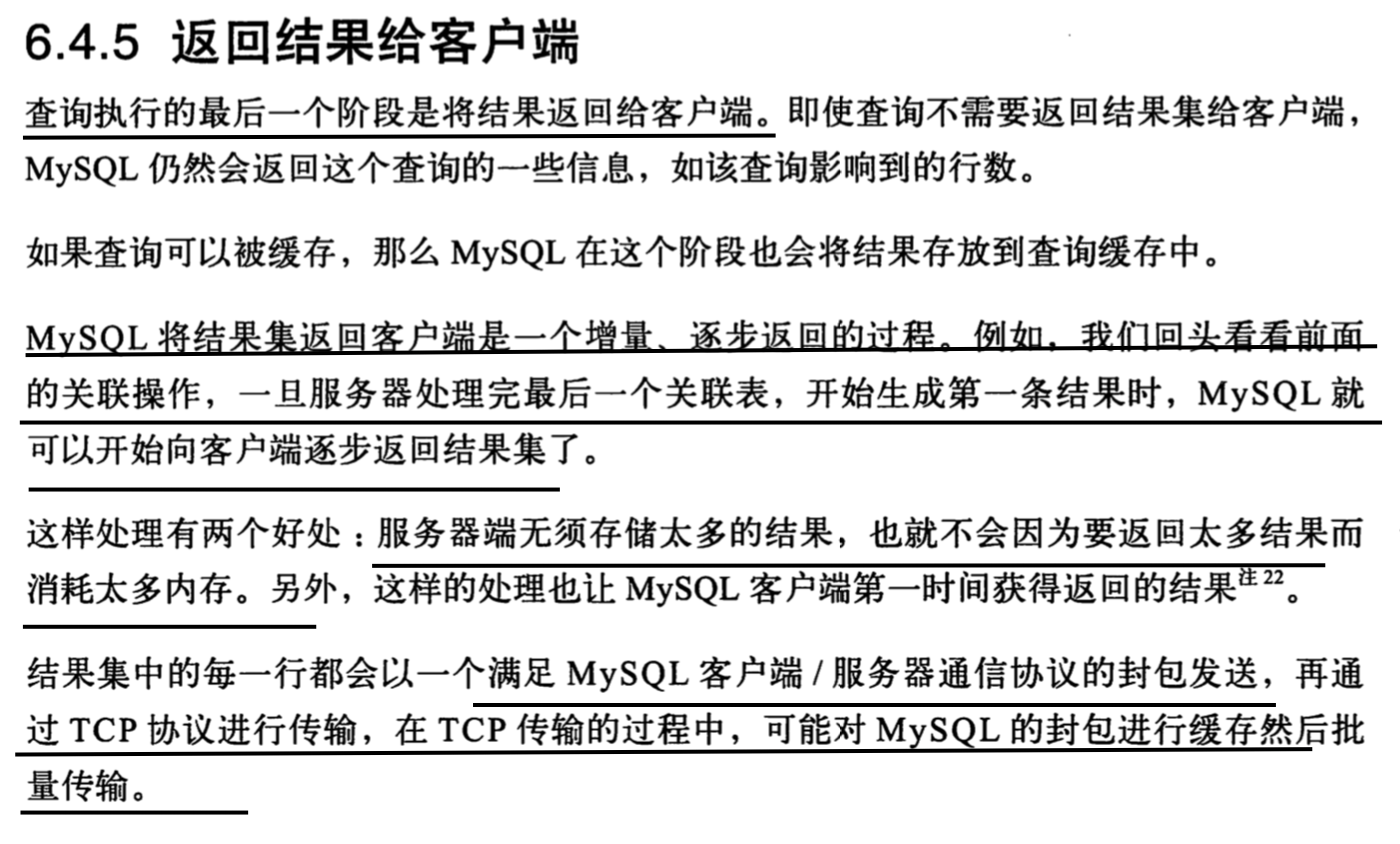 6.4.5 返回结果给客户端
查询执行的最后一个阶段是将结果返回给客户端。即使查询不需要返回结果集给客户端，
MySQL 仍然会返回这个查询的一些信息，如该查询影响到的行数。
如果查询可以被缓存，那么 MySQL 在这个阶段也会将结果存放到查询缓存中。
MySQL 将结果集返回客户端是一个增量、逐步返回的过程。例如，我们回头看看前面
的关联操作，一旦服务器处理完最后一个关联表，开始生成第一条结果时，MySQL 就
可以开始向客户端逐步返回结果集了。
这样处理有两个好处：服务器端无须存储太多的结果，也就不会因为要返回太多结果而
消耗太多内存。另外，这样的处理也让 MySQL 客户端第一时间获得返回的结果注 22。
结果集中的每一行都会以一个满足 MySQL 客户端 / 服务器通信协议的封包发送，再通
过 TCP 协议进行传输，在 TCP 传输的过程中，可能对 MySQL 的封包进行缓存然后批
量传输。